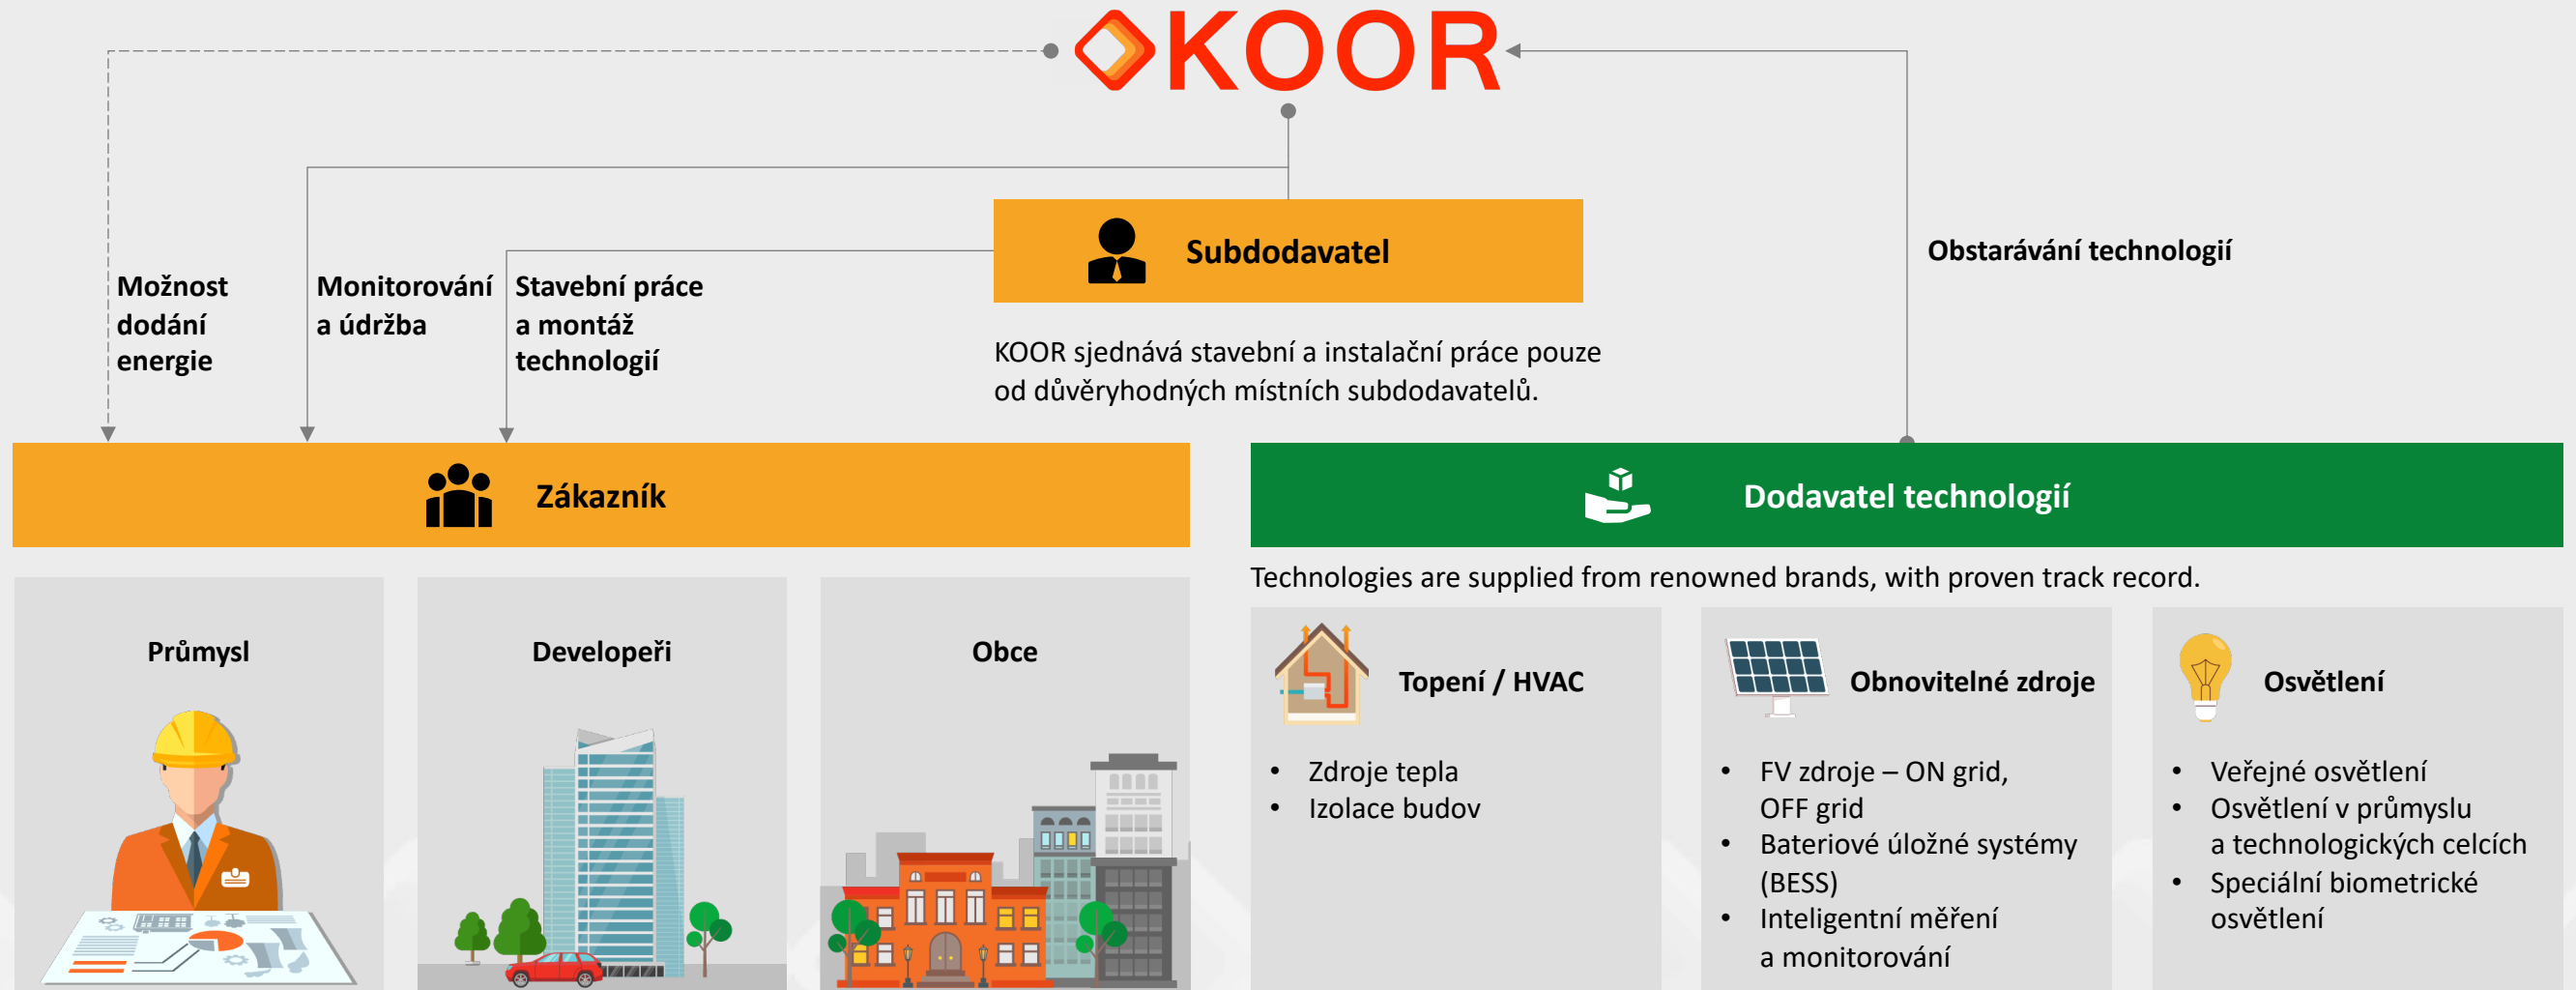 KOOR
Subdodavatel
Obstarávání technologií
Možnost
dodání
energie
Monitorování
a údržba
Stavební práce
a montáž
technologií
KOOR sjednává stavební a instalační práce pouze
od důvěryhodných místních subdodavatelů.
Zákazník
Dodavatel technologií
Technologies are supplied from renowned brands, with proven track record.
Průmysl
Developeři
Obce
Topení / HVAC
• Zdroje tepla
• Izolace budov
Obnovitelné zdroje
• FV zdroje – ON grid,
OFF grid
• Bateriové úložné systémy
(BESS)
• Inteligentní měření
a monitorování
Osvětlení
• Veřejné osvětlení
• Osvětlení v průmyslu
a technologických celcích
• Speciální biometrické
osvětlení